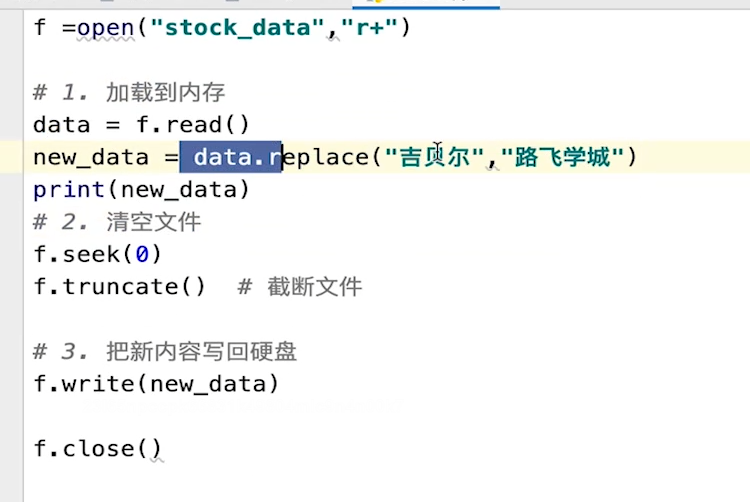 f =open("stock_data","r+")
# 1. 加载到内存
data = f.read()
new_data = data.replace("吉贝尔","路飞学城")
print(new_data)
# 2. 清空文件
f.seek(0)
f.truncate()  # 截断文件
# 3. 把新内容写回硬盘
f.write(new_data)
f.close()